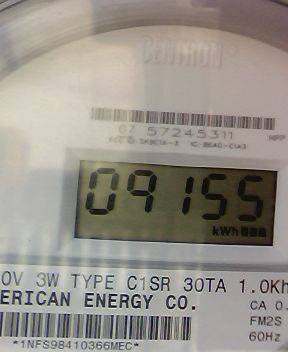 CENTRON®
07 57245311
09155
kWh
0V 3W TYPE C1SR 30TA 1.0Kh
ERICAN ENERGY CO.
CA 0.
FM2S
60Hz
*1NFS98410366MEC*